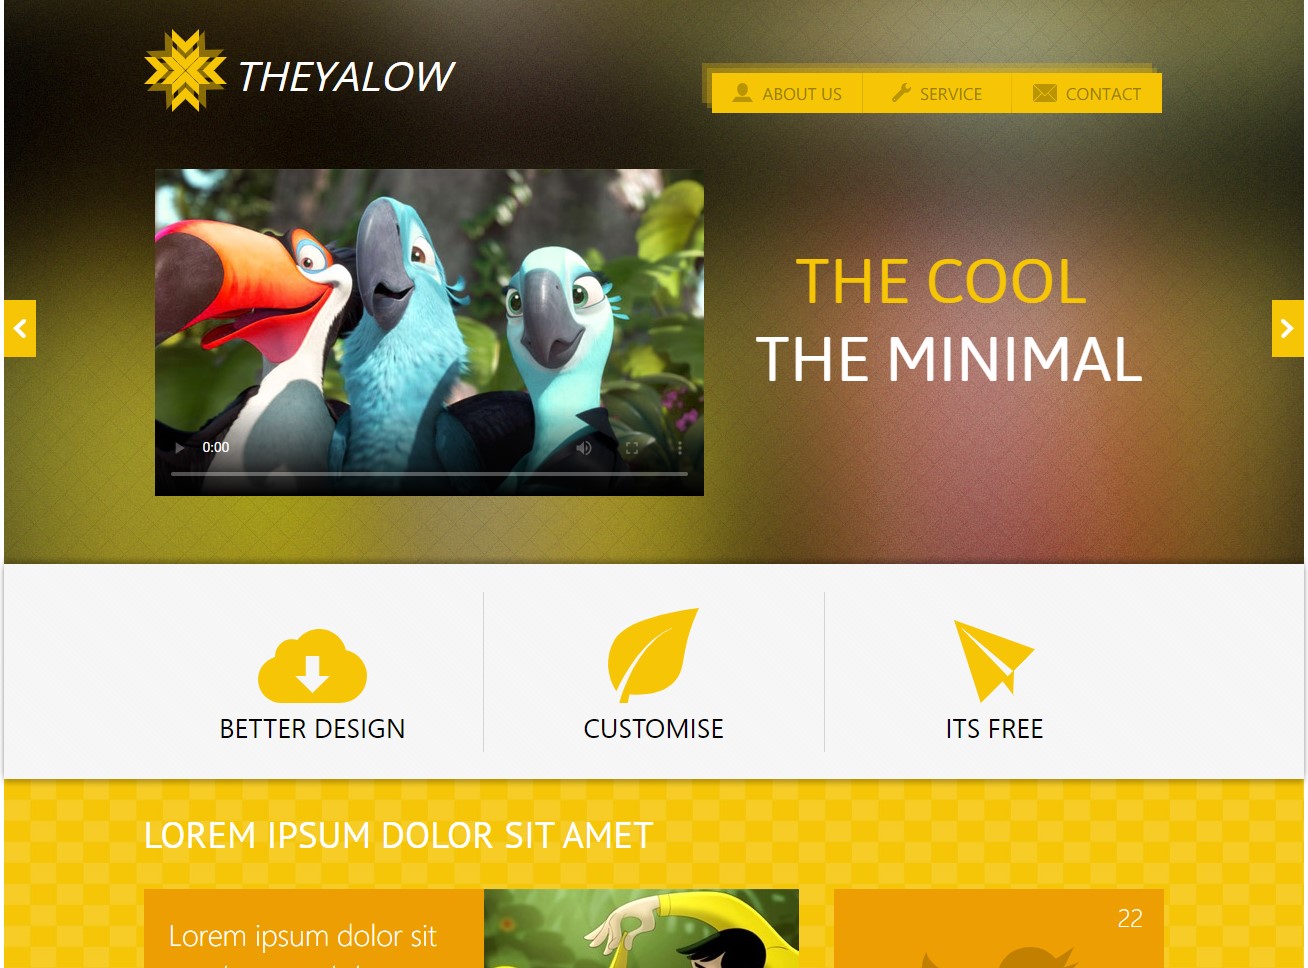 THEYALOW
ABOUT US
SERVICE
CONTACT
THE COOL
THE MINIMAL
0:00
BETTER DESIGN
CUSTOMISE
ITS FREE
LOREM IPSUM DOLOR SIT AMET
Lorem ipsum dolor sit
22